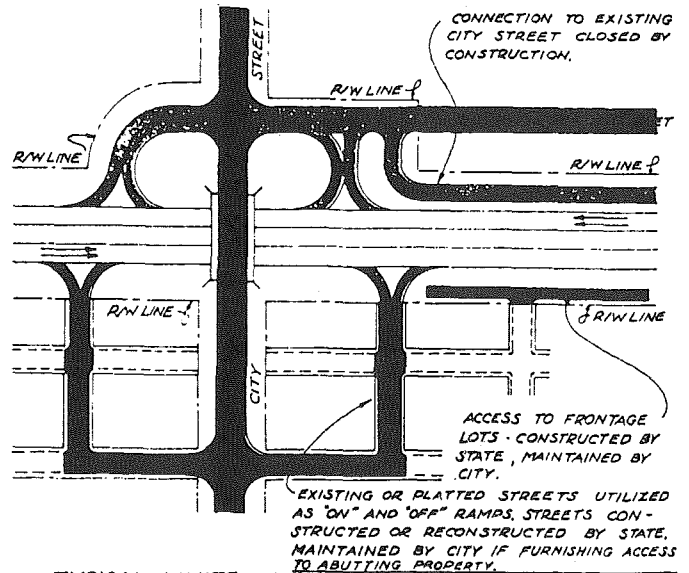 CONNECTION TO EXISTING
CITY STREET CLOSED BY
CONSTRUCTION.
STREET
R/W LINE
R/W LINE
R/W LINE
ET
R/W LINE
R/W LINE
CITY
ACCESS TO FRONTAGE
LOTS - CONSTRUCTED BY
STATE, MAINTAINED BY
CITY.
EXISTING OR PLATTED STREETS UTILIZED
AS "ON" AND "OFF" RAMPS. STREETS CON-
STRUCTED OR RECONSTRUCTED BY STATE,
MAINTAINED BY CITY IF FURNISHING ACCESS
TO ABUTTING PROPERTY.